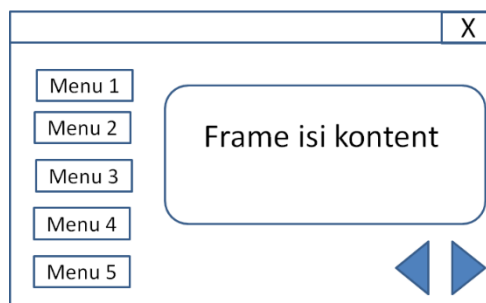 X
Menu 1
Menu 2
Menu 3
Menu 4
Menu 5
Frame isi kontent